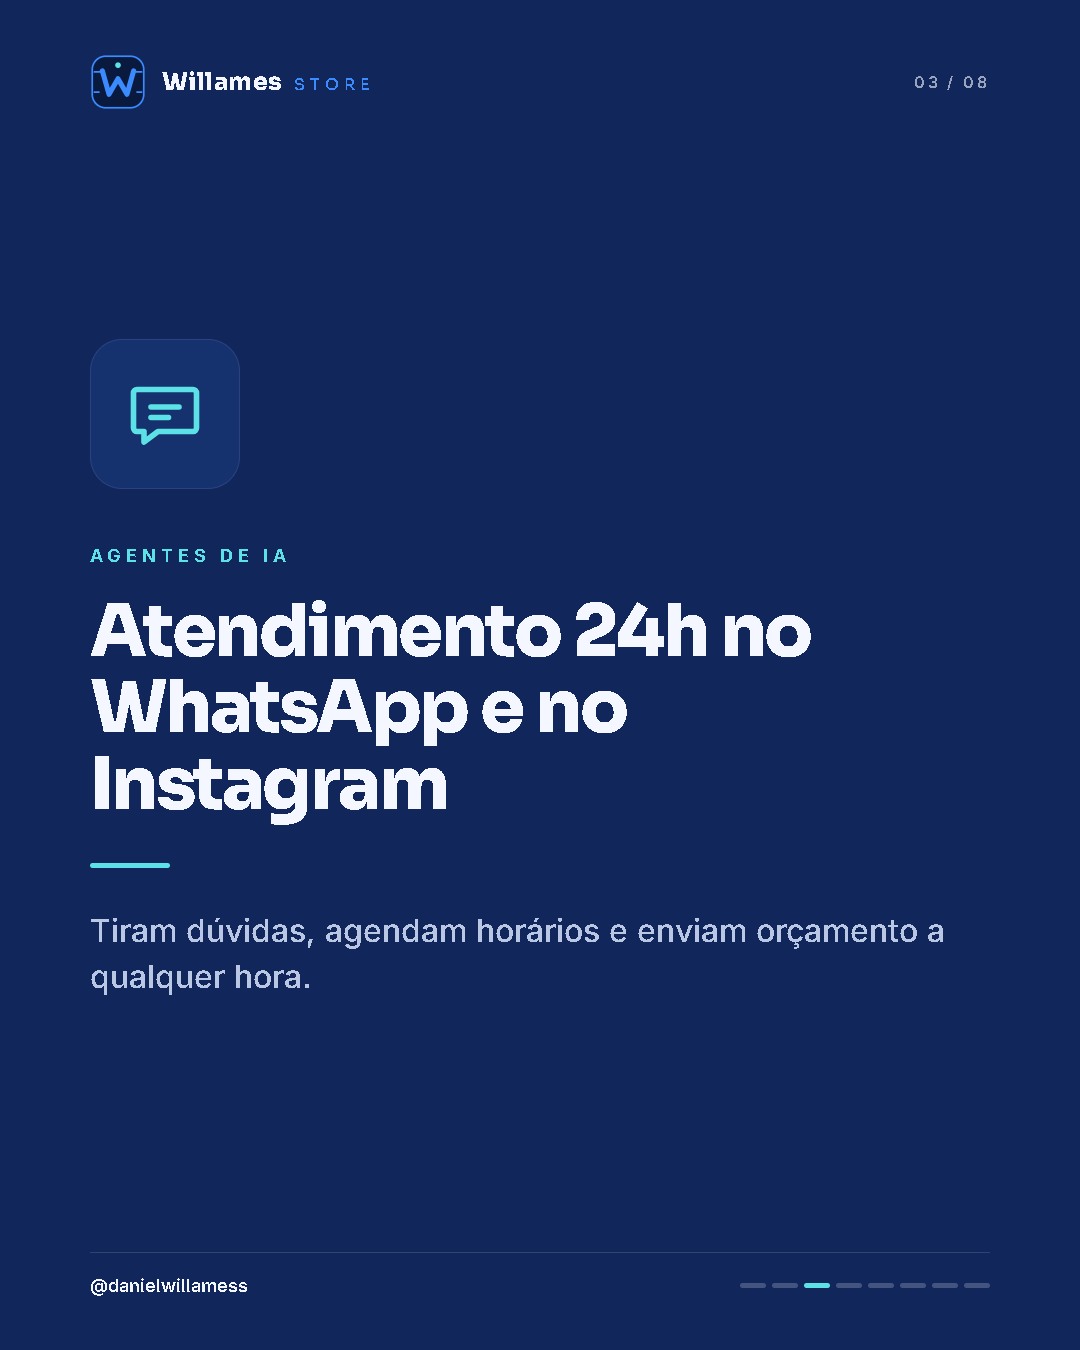 Willames STORE
03 / 08
AGENTES DE IA
Atendimento 24h no
WhatsApp e no
Instagram
Tiram dúvidas, agendam horários e enviam orçamento a
qualquer hora.
@danielwillamess